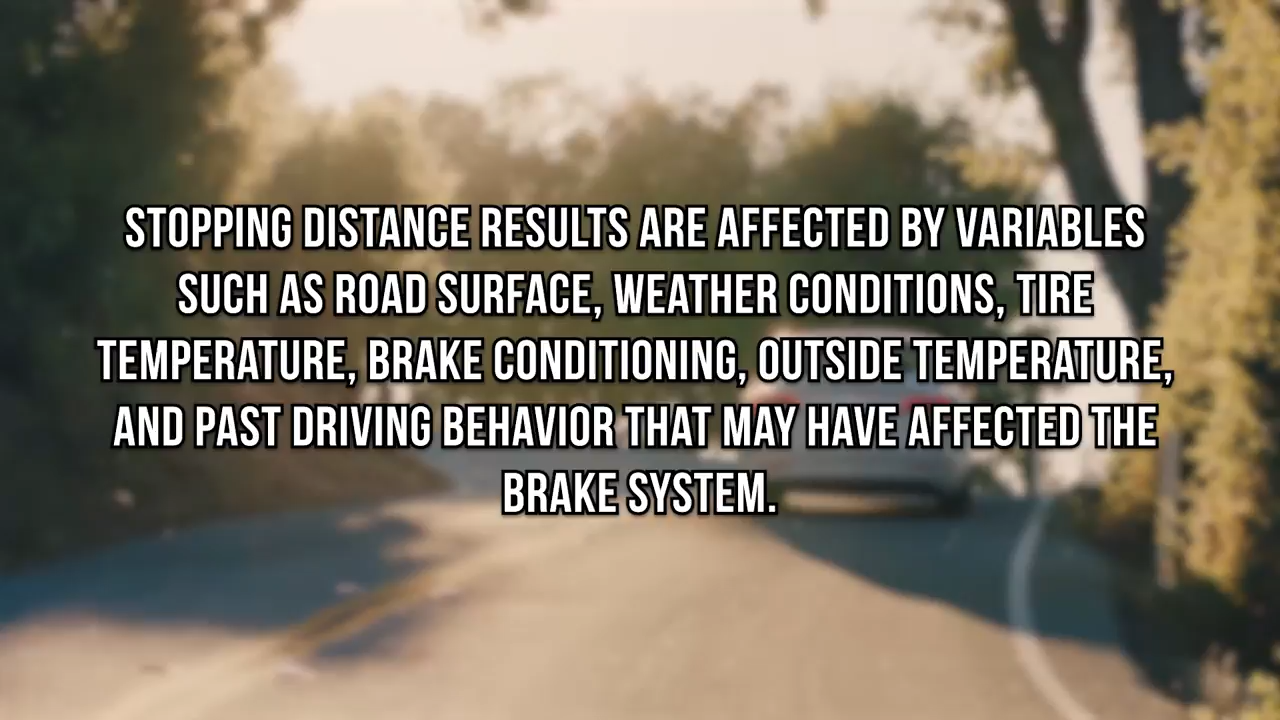 STOPPING DISTANCE RESULTS ARE AFFECTED BY VARIABLES
SUCH AS ROAD SURFACE, WEATHER CONDITIONS, TIRE
TEMPERATURE, BRAKE CONDITIONING, OUTSIDE TEMPERATURE,
AND PAST DRIVING BEHAVIOR THAT MAY HAVE AFFECTED THE
BRAKE SYSTEM.